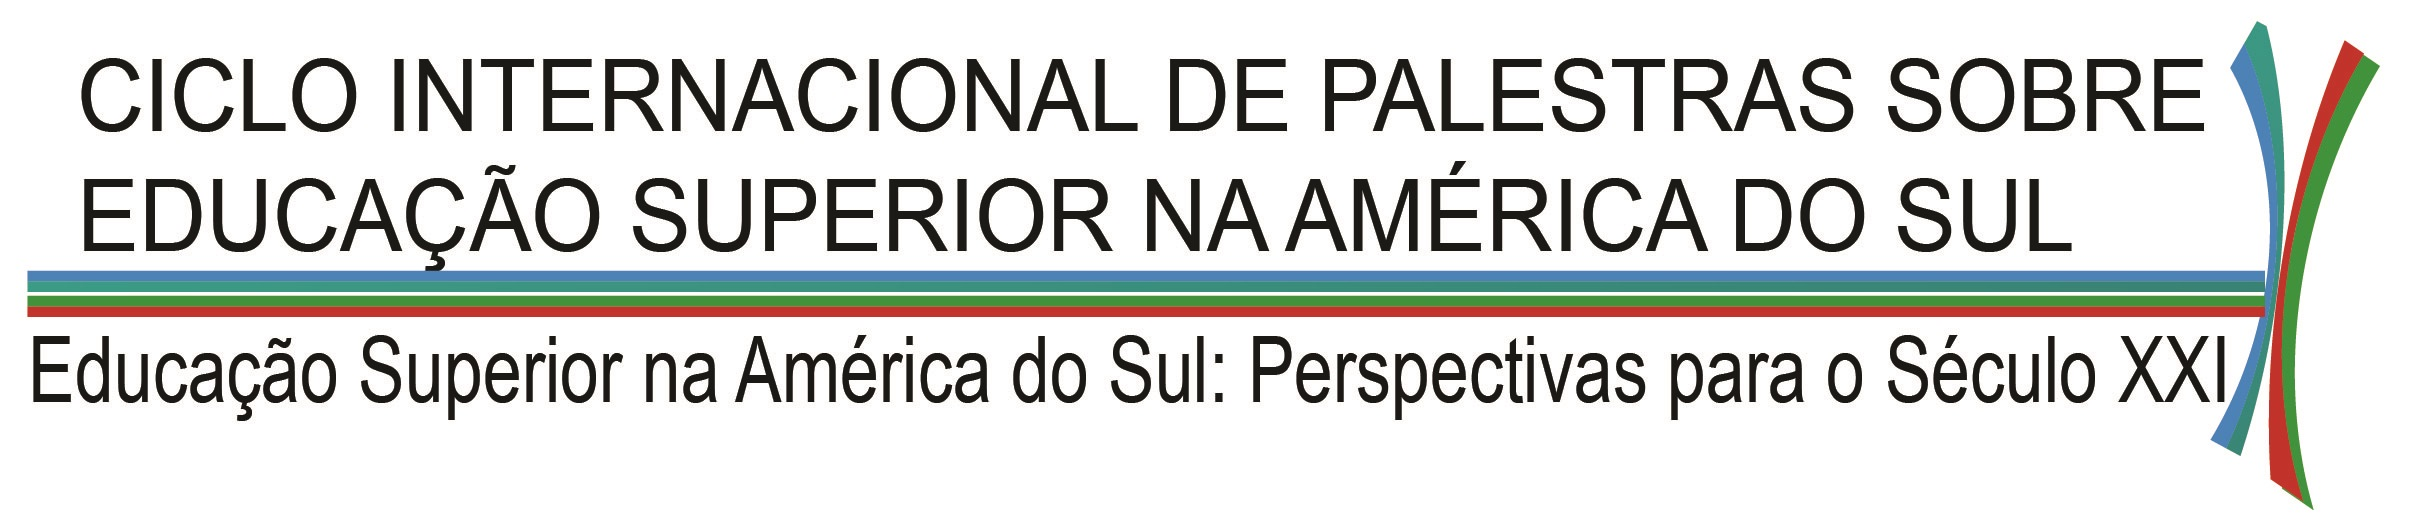 CICLO INTERNACIONAL DE PALESTRAS SOBRE
EDUCAÇÃO SUPERIOR NA AMÉRICA DO SUL
Educação Superior na América do Sul: Perspectivas para o Século XXI